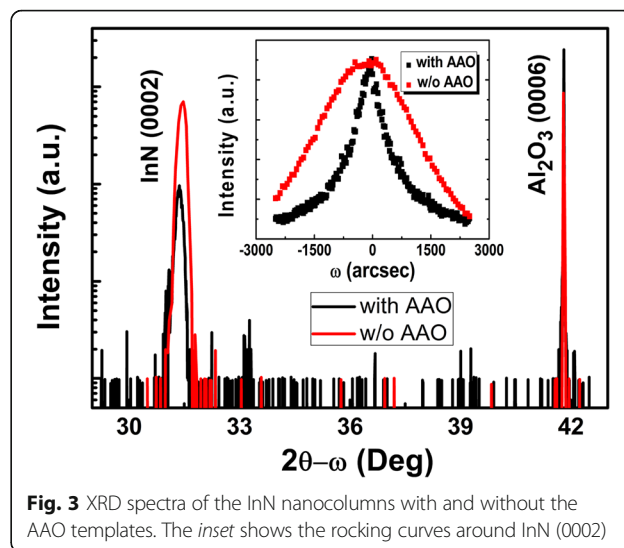 Intensity (a.u.)
InN (0002)
Intensity (a.u.)
with AAO
w/o AAO
-3000 -1500 0 1500 3000
ω (arcsec)
Al₂O₃ (0006)
with AAO
w/o AAO
30 33 36 39 42
2θ–ω (Deg)
Fig. 3 XRD spectra of the InN nanocolumns with and without the
AAO templates. The inset shows the rocking curves around InN (0002)